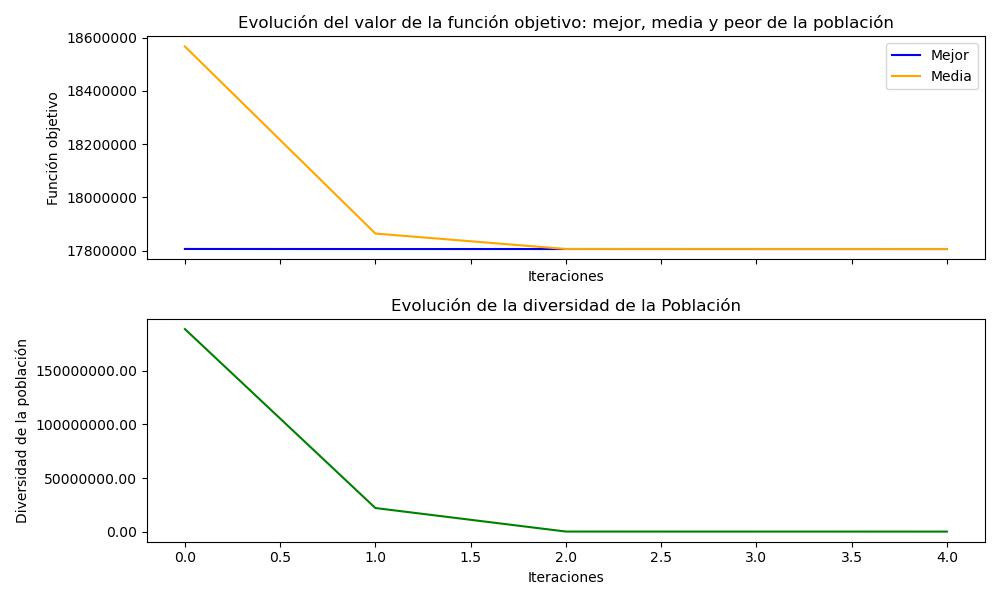 Evolución del valor de la función objetivo: mejor, media y peor de la población
Función objetivo
18600000
18400000
18200000
18000000
17800000
Mejor
Media
Iteraciones
Evolución de la diversidad de la Población
Diversidad de la población
150000000.00
100000000.00
50000000.00
0.00
0.0 0.5 1.0 1.5 2.0 2.5 3.0 3.5 4.0
Iteraciones